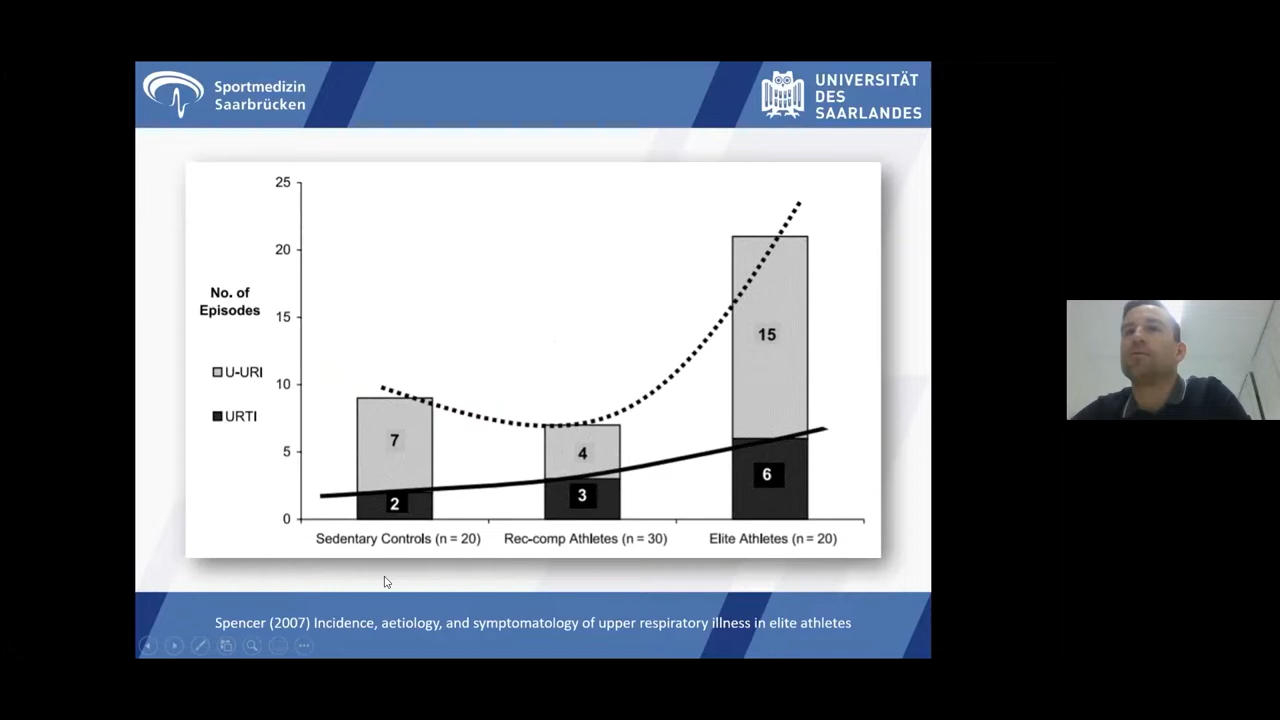 Sportmedizin
Saarbrücken
UNIVERSITÄT
DES
SAARLANDES
25
20
15
10
5
0
No. of
Episodes
U-URI
URTI
7
2
4
3
15
6
Sedentary Controls (n = 20)
Rec-comp Athletes (n = 30)
Elite Athletes (n = 20)
Spencer (2007) Incidence, aetiology, and symptomatology of upper respiratory illness in elite athletes